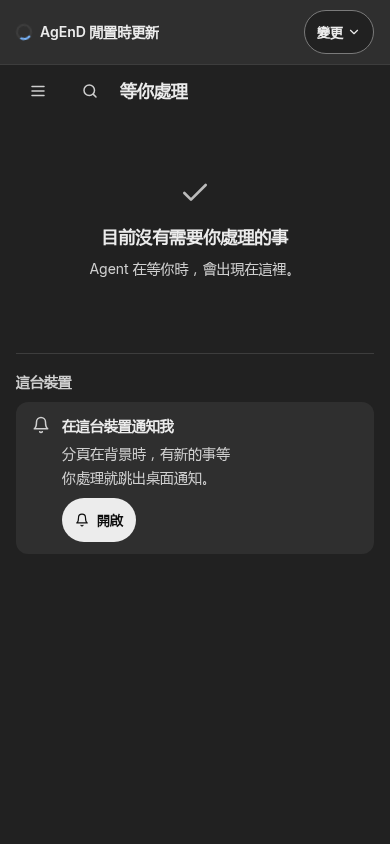 AgEnD 閒置時更新
變更
等你處理
目前沒有需要你處理的事
Agent 在等你時，會出現在這裡。
這台裝置
在這台裝置通知我
分頁在背景時，有新的事等
你處理就跳出桌面通知。
開啟